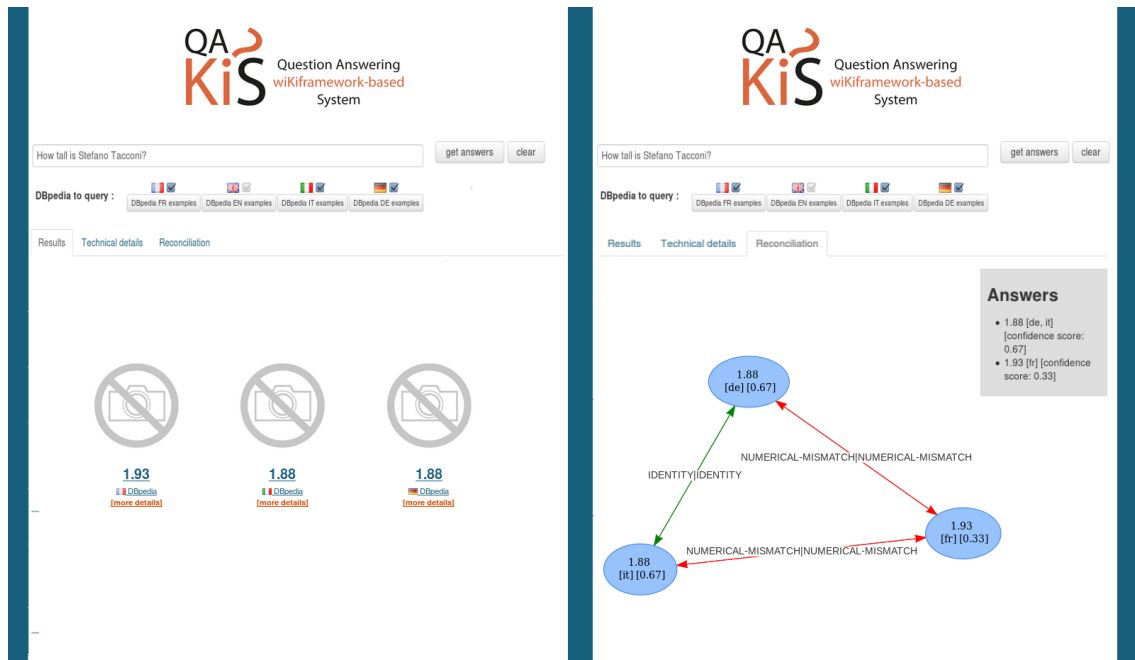 QA
KiS
Question Answering
wiKiframework-based
System
How tall is Stefano Tacconi?
get answers
clear
DBpedia to query :
DBpedia FR examples
DBpedia EN examples
DBpedia IT examples
DBpedia DE examples
Results
Technical details
Reconciliation
1.93
DBpedia
[more details]
1.88
DBpedia
[more details]
1.88
DBpedia
[more details]
QA
KiS
Question Answering
wiKiframework-based
System
How tall is Stefano Tacconi?
get answers
clear
DBpedia to query :
DBpedia FR examples
DBpedia EN examples
DBpedia IT examples
DBpedia DE examples
Results
Technical details
Reconciliation
Answers
• 1.88 [de, it]
[confidence score:
0.67]
• 1.93 [fr] [confidence
score: 0.33]
1.88
[de] [0.67]
NUMERICAL-MISMATCH|NUMERICAL-MISMATCH
IDENTITY|IDENTITY
1.93
[fr] [0.33]
NUMERICAL-MISMATCH|NUMERICAL-MISMATCH
1.88
[it] [0.67]